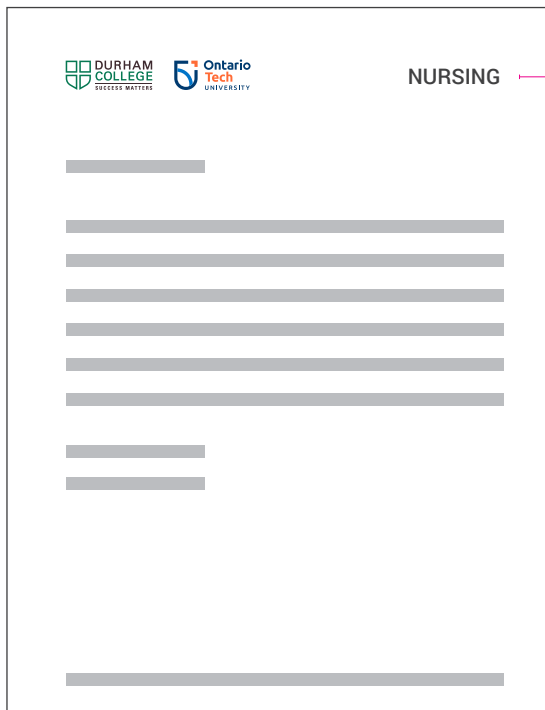 DURHAM
COLLEGE
SUCCESS MATTERS
Ontario
Tech
UNIVERSITY
NURSING